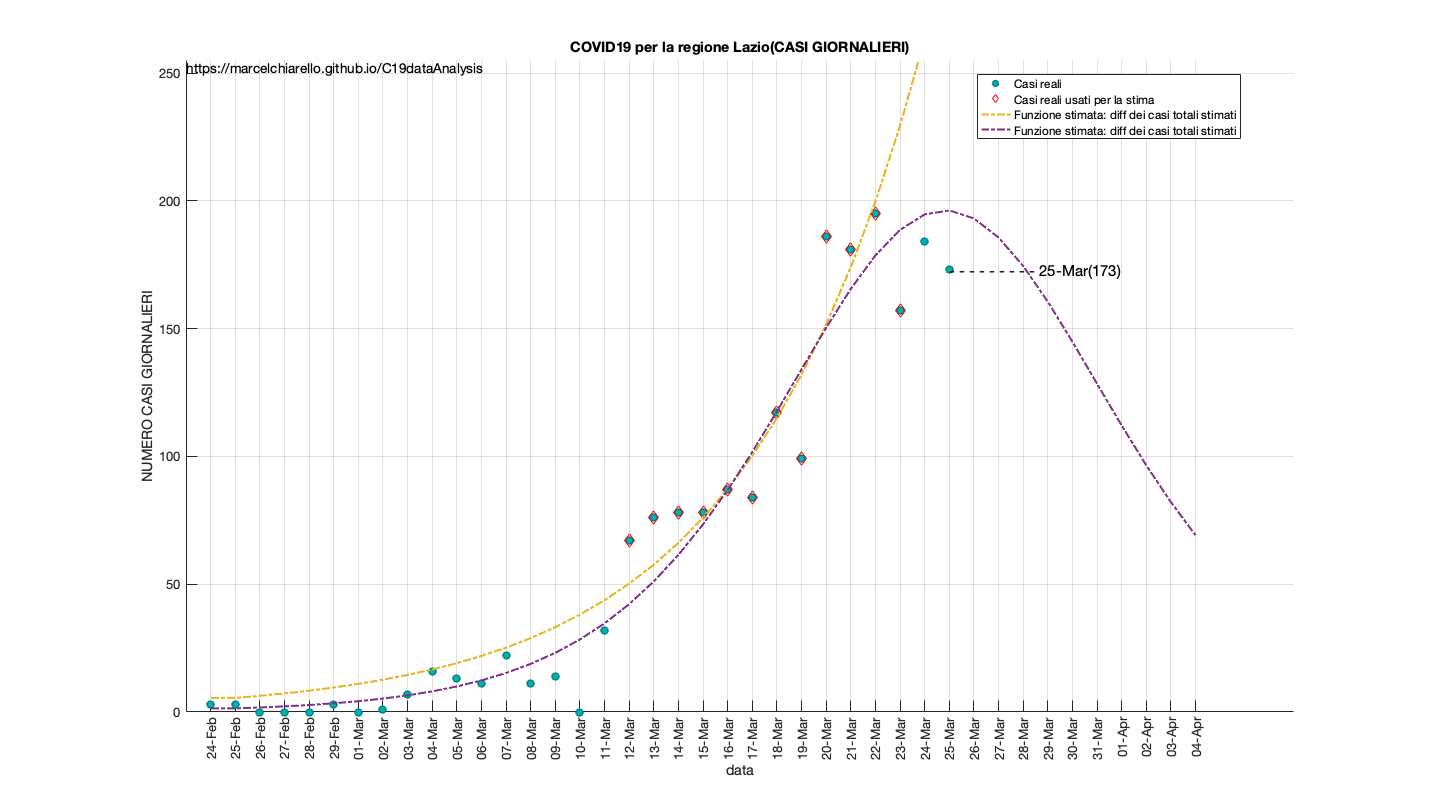 COVID19 per la regione Lazio(CASI GIORNALIERI)
https://marcelchiarello.github.io/C19dataAnalysis
Casi reali
Casi reali usati per la stima
Funzione stimata: diff dei casi totali stimati
Funzione stimata: diff dei casi totali stimati
250
200
150
100
50
0
NUMERO CASI GIORNALIERI
25-Mar(173)
24-Feb
25-Feb
26-Feb
27-Feb
28-Feb
29-Feb
01-Mar
02-Mar
03-Mar
04-Mar
05-Mar
06-Mar
07-Mar
08-Mar
09-Mar
10-Mar
11-Mar
12-Mar
13-Mar
14-Mar
15-Mar
16-Mar
17-Mar
18-Mar
19-Mar
20-Mar
21-Mar
22-Mar
23-Mar
24-Mar
25-Mar
26-Mar
27-Mar
28-Mar
29-Mar
30-Mar
31-Mar
01-Apr
02-Apr
03-Apr
04-Apr
data